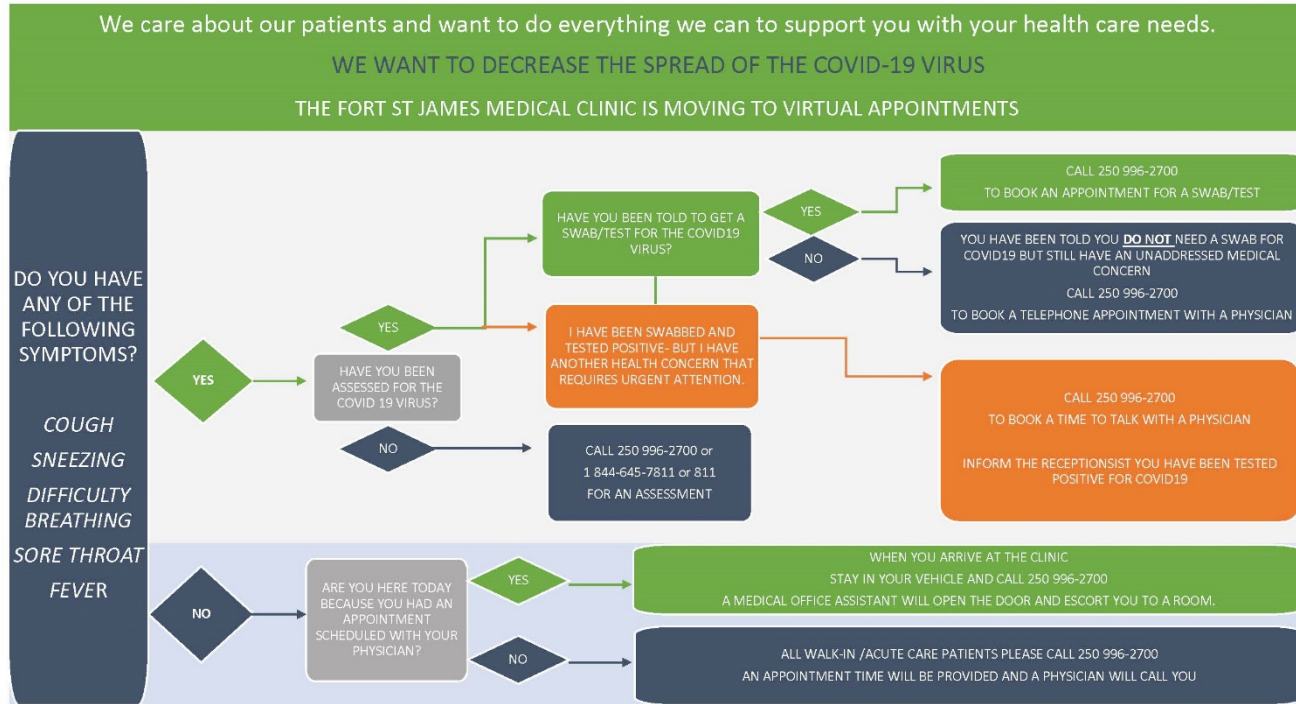 We care about our patients and want to do everything we can to support you with your health care needs.
WE WANT TO DECREASE THE SPREAD OF THE COVID-19 VIRUS
THE FORT ST JAMES MEDICAL CLINIC IS MOVING TO VIRTUAL APPOINTMENTS
DO YOU HAVE
ANY OF THE
FOLLOWING
SYMPTOMS?
COUGH
SNEEZING
DIFFICULTY
BREATHING
SORE THROAT
FEVER
YES
HAVE YOU BEEN
ASSESSED FOR THE
COVID 19 VIRUS?
YES
HAVE YOU BEEN TOLD TO GET A
SWAB/TEST FOR THE COVID19
VIRUS?
YES
CALL 250 996-2700
TO BOOK AN APPOINTMENT FOR A SWAB/TEST
NO
YOU HAVE BEEN TOLD YOU DO NOT NEED A SWAB FOR
COVID19 BUT STILL HAVE AN UNADDRESSED MEDICAL
CONCERN
CALL 250 996-2700
TO BOOK A TELEPHONE APPOINTMENT WITH A PHYSICIAN
I HAVE BEEN SWABBED AND
TESTED POSITIVE- BUT I HAVE
ANOTHER HEALTH CONCERN THAT
REQUIRES URGENT ATTENTION.
CALL 250 996-2700
TO BOOK A TIME TO TALK WITH A PHYSICIAN
INFORM THE RECEPTIONSIST YOU HAVE BEEN TESTED
POSITIVE FOR COVID19
NO
CALL 250 996-2700 or
1 844-645-7811 or 811
FOR AN ASSESSMENT
NO
ARE YOU HERE TODAY
BECAUSE YOU HAD AN
APPOINTMENT
SCHEDULED WITH YOUR
PHYSICIAN?
YES
WHEN YOU ARRIVE AT THE CLINIC
STAY IN YOUR VEHICLE AND CALL 250 996-2700
A MEDICAL OFFICE ASSISTANT WILL OPEN THE DOOR AND ESCORT YOU TO A ROOM.
NO
ALL WALK-IN /ACUTE CARE PATIENTS PLEASE CALL 250 996-2700
AN APPOINTMENT TIME WILL BE PROVIDED AND A PHYSICIAN WILL CALL YOU